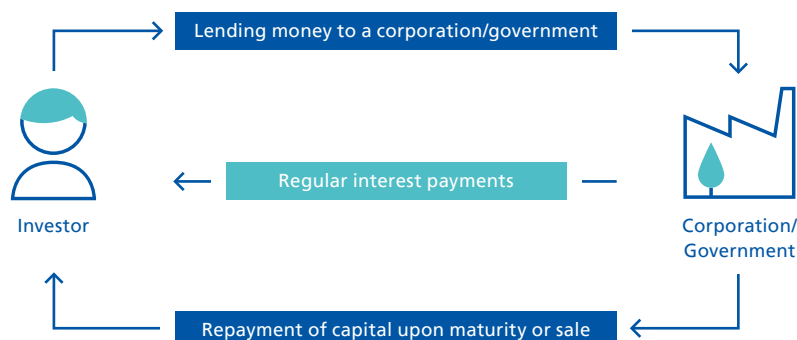 Lending money to a corporation/government
Regular interest payments
Investor
Corporation/
Government
Repayment of capital upon maturity or sale